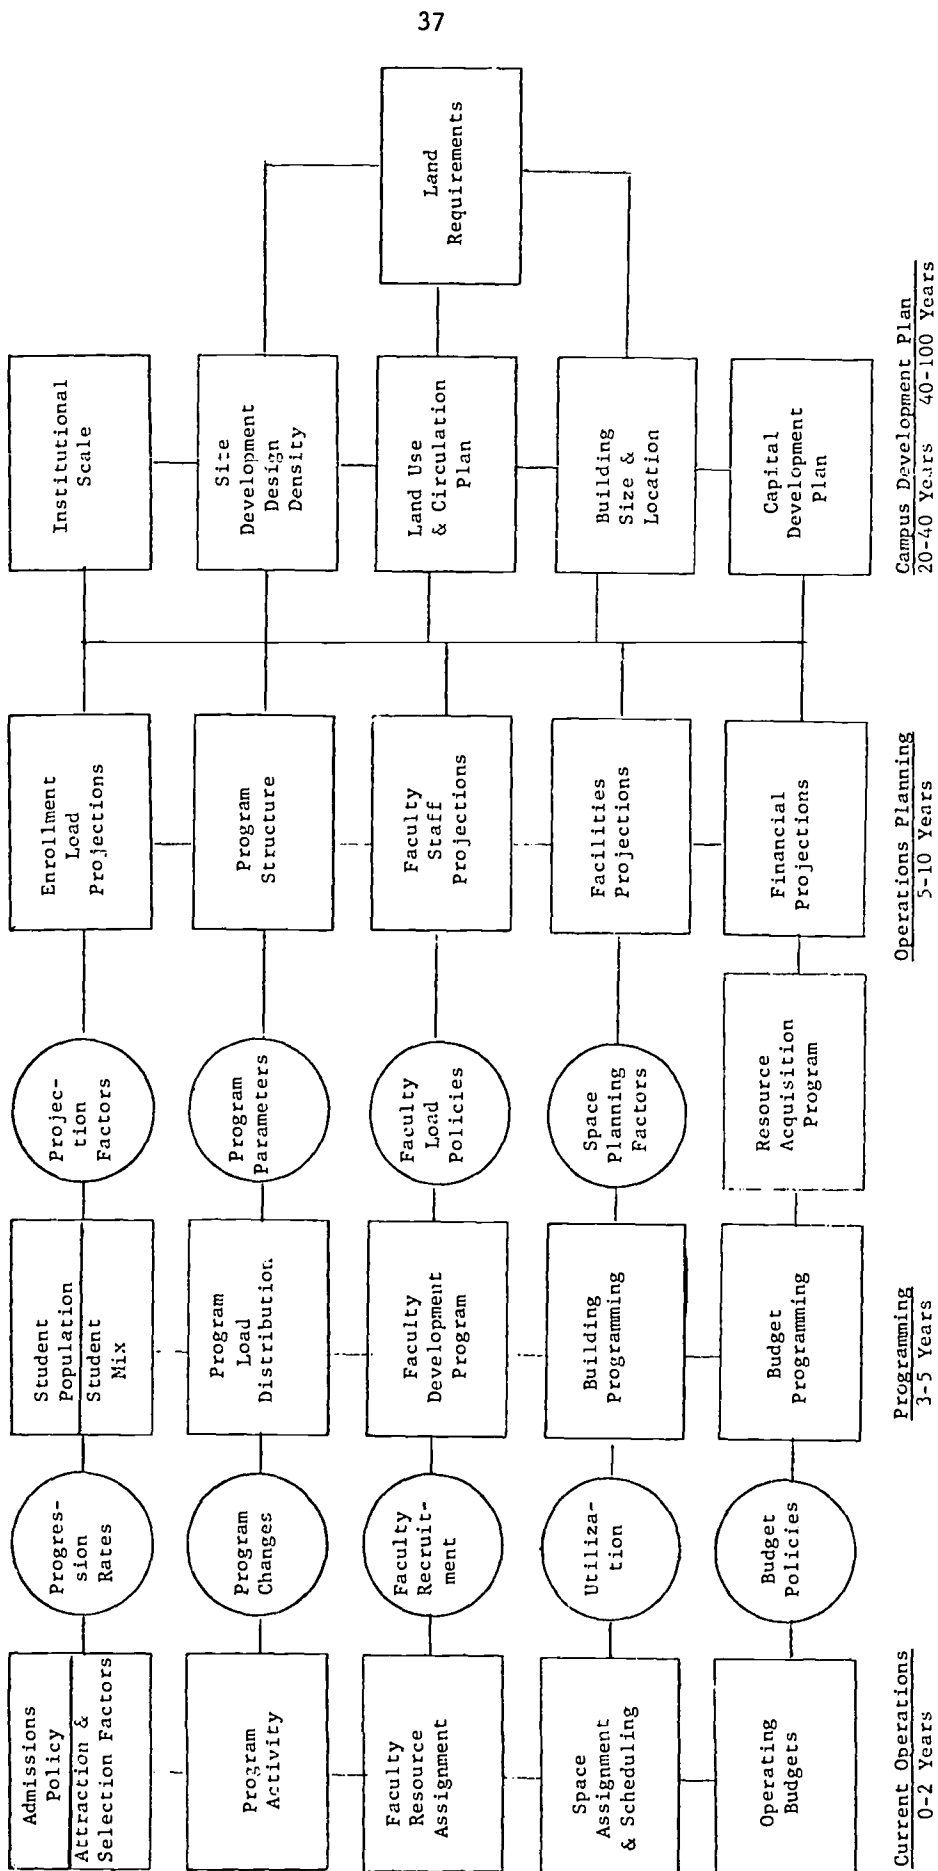 37
Admissions
Policy
Attraction &
Selection Factors
Progres-
sion
Rates
Student
Population
Student
Mix
Projec-
tion
Factors
Enrollment
Load
Projections
Institutional
Scale
Program
Activity
Program
Changes
Program
Load
Distribution
Program
Parameters
Program
Structure
Site
Development
Design
Density
Faculty
Resource
Assignment
Faculty
Recruit-
ment
Faculty
Development
Program
Faculty
Load
Policies
Faculty
Staff
Projections
Land Use
& Circulation
Plan
Land
Requirements
Space
Assignment
& Scheduling
Utiliza-
tion
Building
Programming
Space
Planning
Factors
Facilities
Projections
Building
Size &
Location
Operating
Budgets
Budget
Policies
Budget
Programming
Resource
Acquisition
Program
Financial
Projections
Capital
Development
Plan
Current Operations
0-2 Years
Programming
3-5 Years
Operations Planning
5-10 Years
Campus Development Plan
20-40 Years 40-100 Years